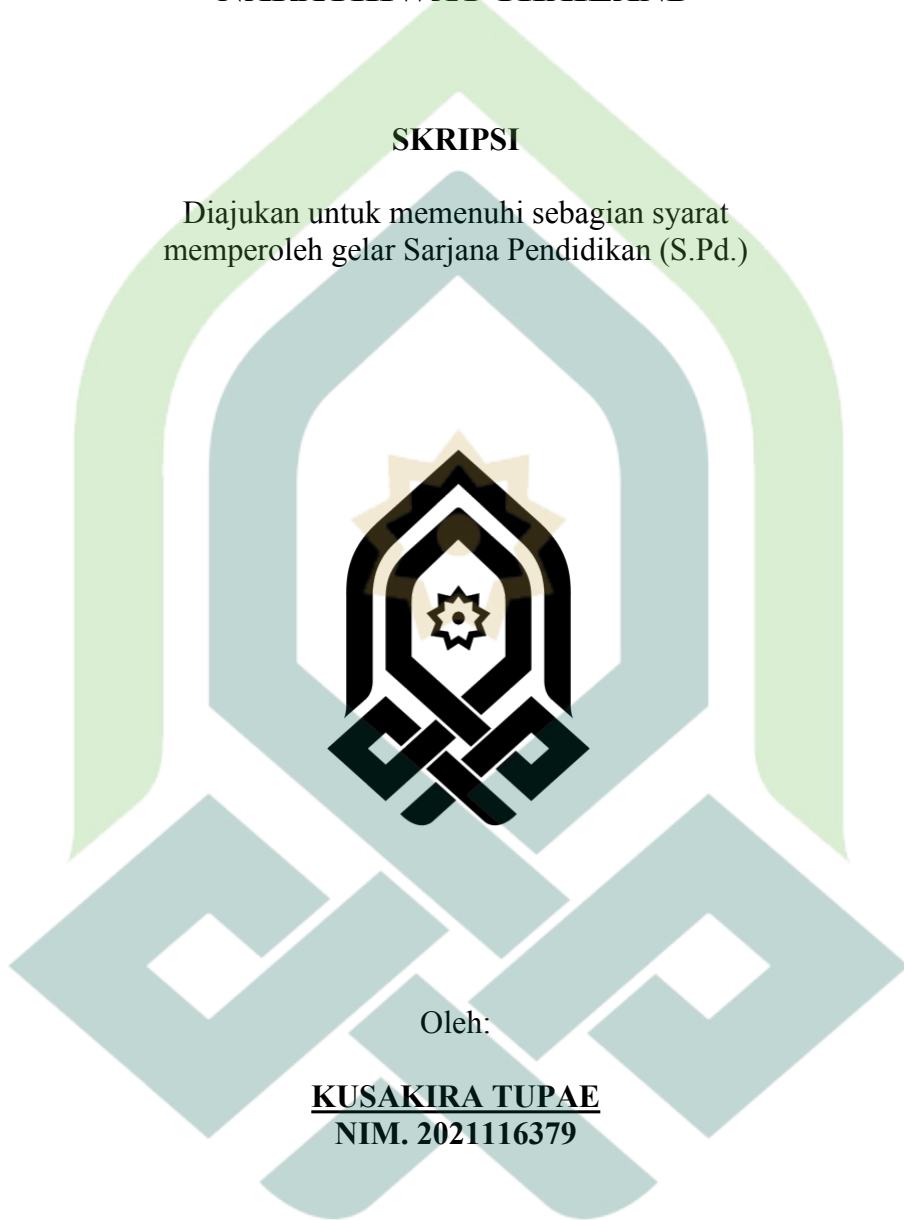 SKRIPSI
Diajukan untuk memenuhi sebagian syarat
memperoleh gelar Sarjana Pendidikan (S.Pd.)
Oleh:
KUSAKIRA TUPAE
NIM. 2021116379